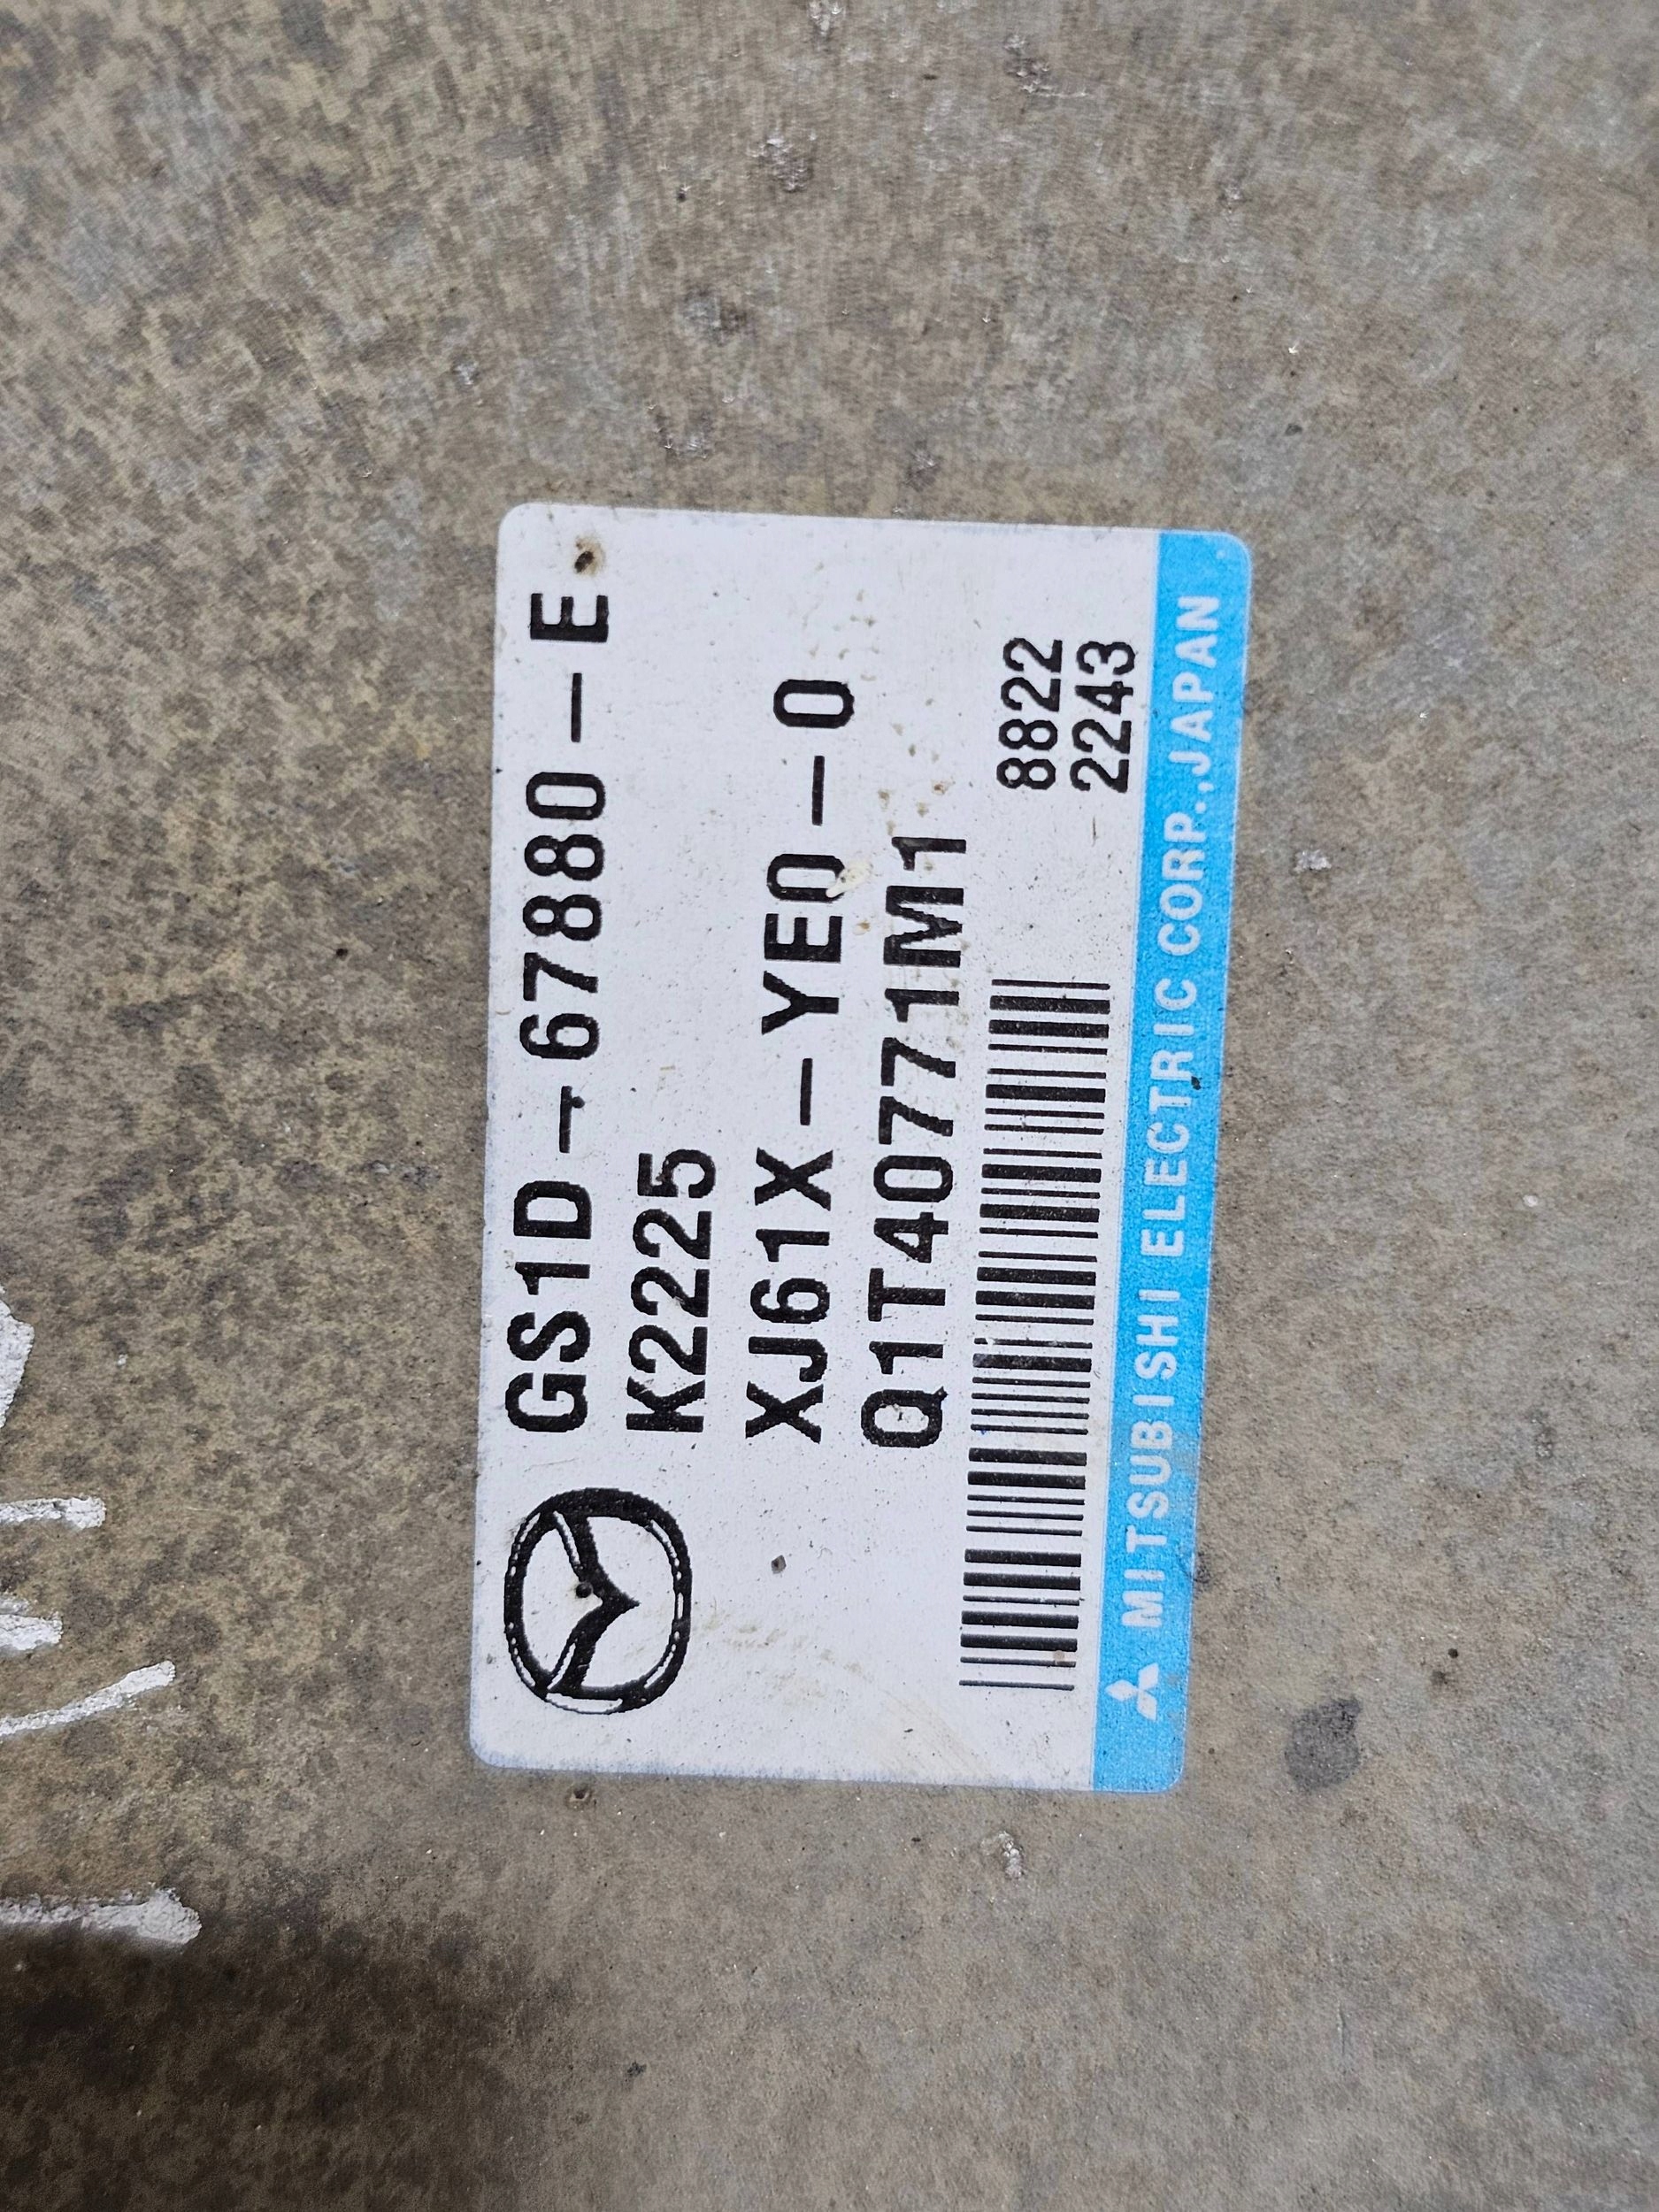 GS1D-67880-E
K2225
XJ61X-YE0-0
Q1T40771M1
8822
2243
MITSUBISHI ELECTRIC CORP.,JAPAN